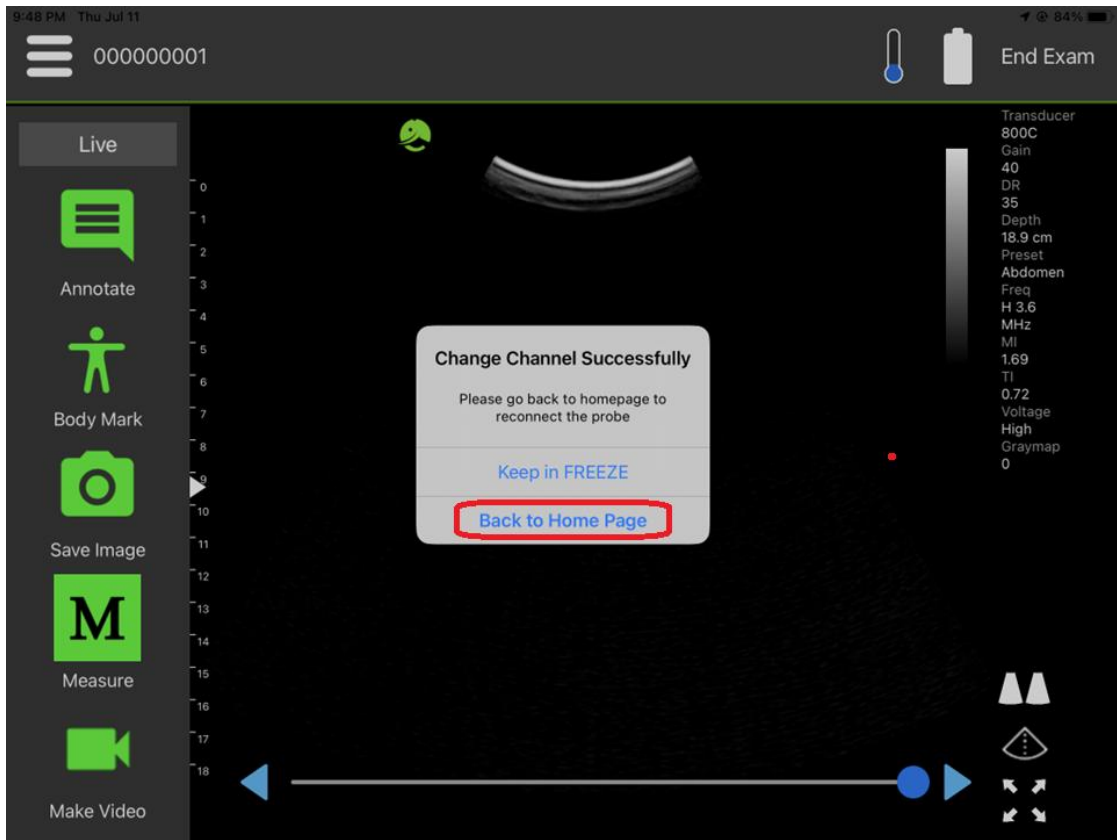 9:48 PM Thu Jul 11
84%
000000001
End Exam
Live
Annotate
Body Mark
Save Image
M
Measure
Make Video
0
1
2
3
4
5
6
7
8
9
10
11
12
13
14
15
16
17
18
Change Channel Successfully
Please go back to homepage to
reconnect the probe
Keep in FREEZE
Back to Home Page
Transducer
800C
Gain
40
DR
35
Depth
18.9 cm
Preset
Abdomen
Freq
H 3.6
MHz
MI
1.69
TI
0.72
Voltage
High
Graymap
0